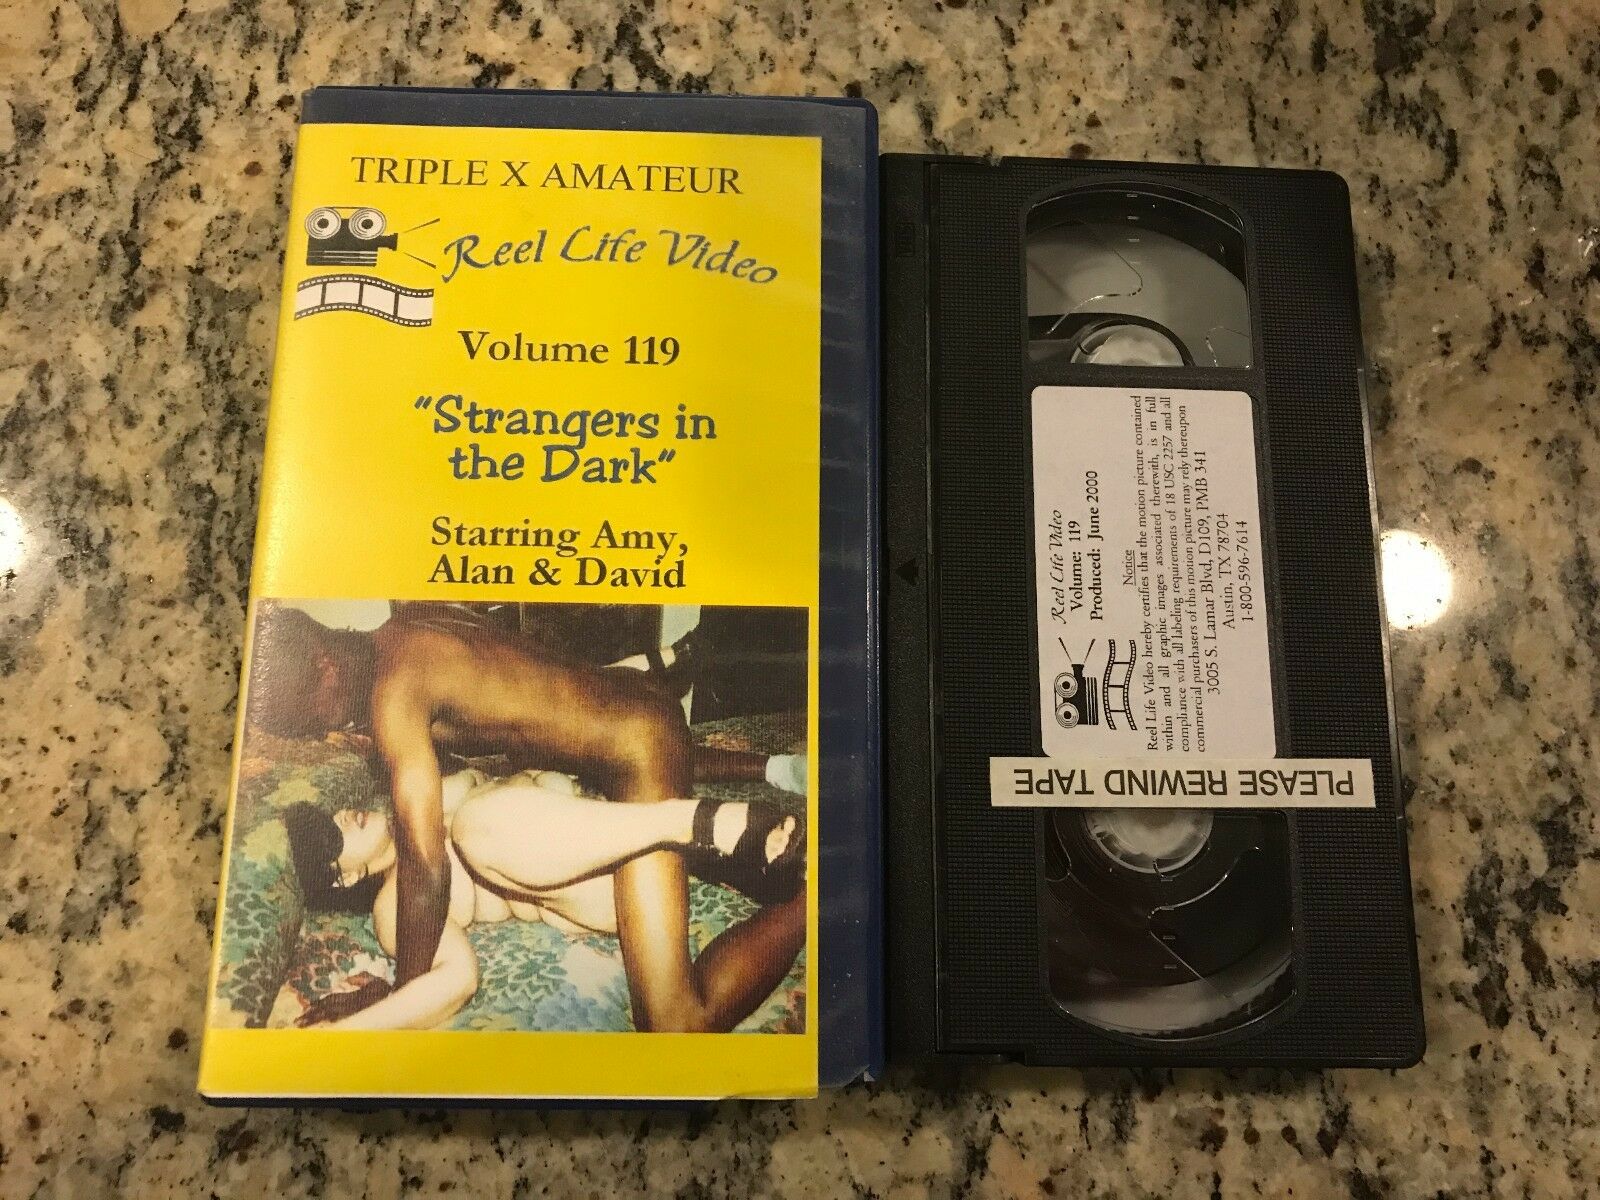 TRIPLE X AMATEUR
Reel Life Video
Volume 119
"Strangers in
the Dark"
Starring Amy,
Alan & David
Reel Life Video
Volume: 119
Produced: June 2000
Notice
Reel Life Video hereby certifies that the motion picture contained
within and all graphic images associated therewith, is in full
compliance with all labeling requirements of 18 USC 2257 and all
commercial purchasers of this motion picture may rely thereupon
3005 S. Lamar Blvd, D109, PMB 341
Austin, TX 78704
1-800-596-7614
PLEASE REWIND TAPE